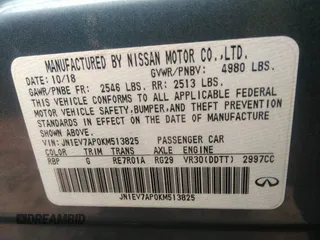 MANUFACTURED BY NISSAN MOTOR CO.,LTD.
DATE: 10/18 GVWR/PNBV: 4980 LBS.
GAWR/PNBE FR: 2546 LBS. RR: 2513 LBS.
THIS VEHICLE CONFORMS TO ALL APPLICABLE
FEDERAL MOTOR VEHICLE
SAFETY, BUMPER, AND THEFT PREVENTION
STANDARDS IN EFFECT ON THE DATE OF MANUFACTURE
SHOWN ABOVE.
VIN: JN1EV7AP0KM513825 PASSENGER CAR
COLOR TRIM TRANS AXLE ENGINE
RBP G RE7R01A RG29 VR30(DDTT) 2997CC
JN1EV7AP0KM513825
INFINITI
DREAMBID